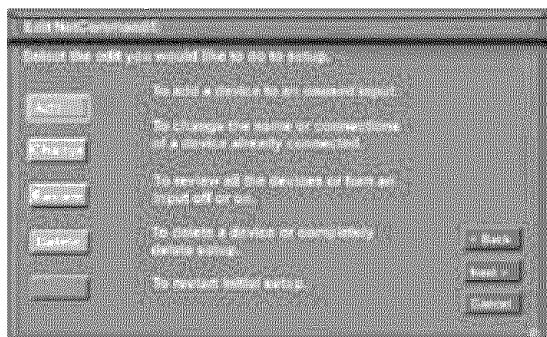 Edit NetCommand
Select the edit you would like to do to setup.
Add
To add a device to an unused input.
Change
To change the name or connections
of a device already connected.
Review
To review all the devices or turn an
input off or on.
Delete
To delete a device or completely
delete setup.
To restart initial setup.
< Back
Next >
Cancel